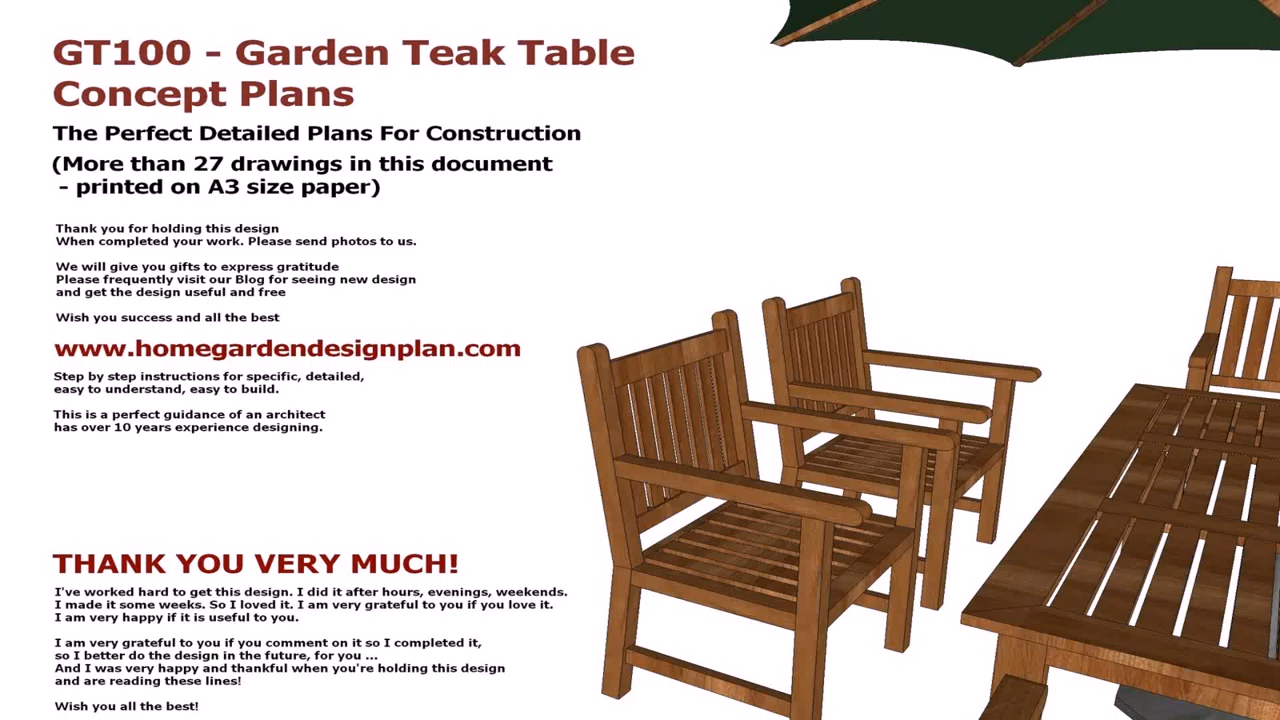 GT100 - Garden Teak Table
Concept Plans
The Perfect Detailed Plans For Construction
(More than 27 drawings in this document
- printed on A3 size paper)
Thank you for holding this design
When completed your work. Please send photos to us.
We will give you gifts to express gratitude
Please frequently visit our Blog for seeing new design
and get the design useful and free
Wish you success and all the best
www.homegardendesignplan.com
Step by step instructions for specific, detailed,
easy to understand, easy to build.
This is a perfect guidance of an architect
has over 10 years experience designing.
THANK YOU VERY MUCH!
I've worked hard to get this design. I did it after hours, evenings, weekends.
I made it some weeks. So I loved it. I am very grateful to you if you love it.
I am very happy if it is useful to you.
I am very grateful to you if you comment on it so I completed it,
so I better do the design in the future, for you ...
And I was very happy and thankful when you're holding this design
and are reading these lines!
Wish you all the best!